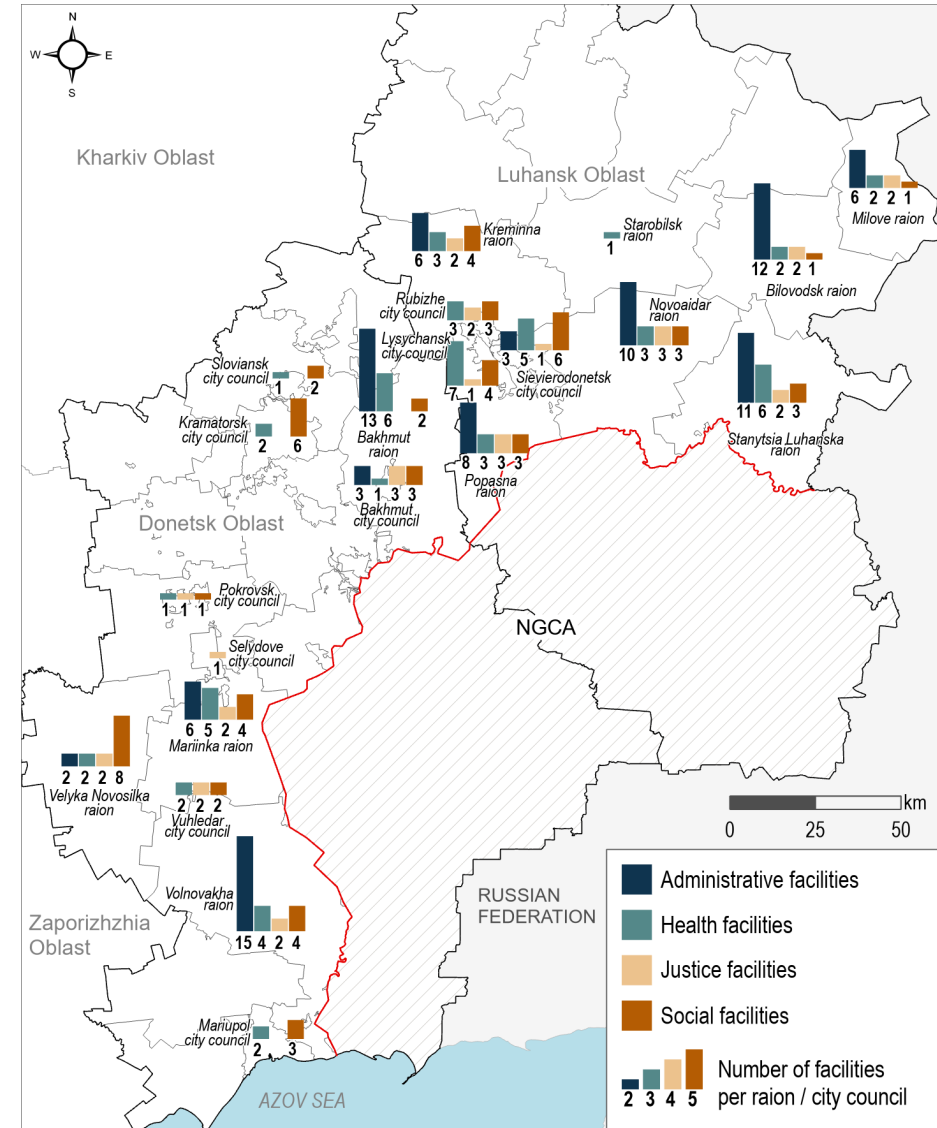 N
W
E
S
Kharkiv Oblast
Luhansk Oblast
6 2 2 1
Milove raion
Kreminna
raion
6 3 2 4
Starobilsk
raion
1
12 2 2 1
Bilovodsk raion
Rubizhe
city council
3 2 3
Novoaidar
raion
10 3 3 3
Lysychansk
city council
7 1 4
3 5 1 6
Sievierodonetsk
city council
Sloviansk
city council
1 2
13 6 2
Bakhmut
raion
11 6 2 3
Stanytsia Luhanska
raion
Kramatorsk
city council
2 6
8 3 3 3
Popasna
raion
3 1 3 3
Bakhmut
city council
Donetsk Oblast
Pokrovsk
city council
1 1 1
NGCA
Selydove
city council
1
6 5 2 4
Mariinka raion
2 2 2 8
Velyka Novosilka
raion
2 2 2
Vuhledar
city council
km
0 25 50
Volnovakha
raion
15 4 2 4
Zaporizhzhia
Oblast
RUSSIAN
FEDERATION
Mariupol
city council
2 3
AZOV SEA
Administrative facilities
Health facilities
Justice facilities
Social facilities
2 3 4 5
Number of facilities
per raion / city council